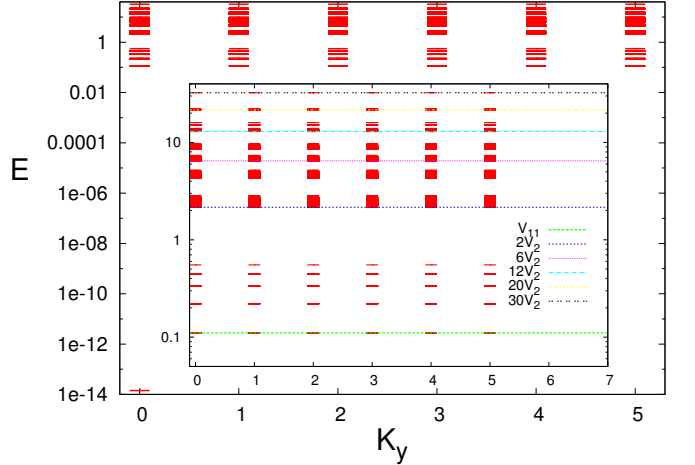 E
1
0.01
0.0001
1e-06
1e-08
1e-10
1e-12
1e-14
0 1 2 3 4 5
K_y
10
1
0.1
0 1 2 3 4 5 6 7
V_11
2V_2
6V_2
12V_2
20V_2
30V_2